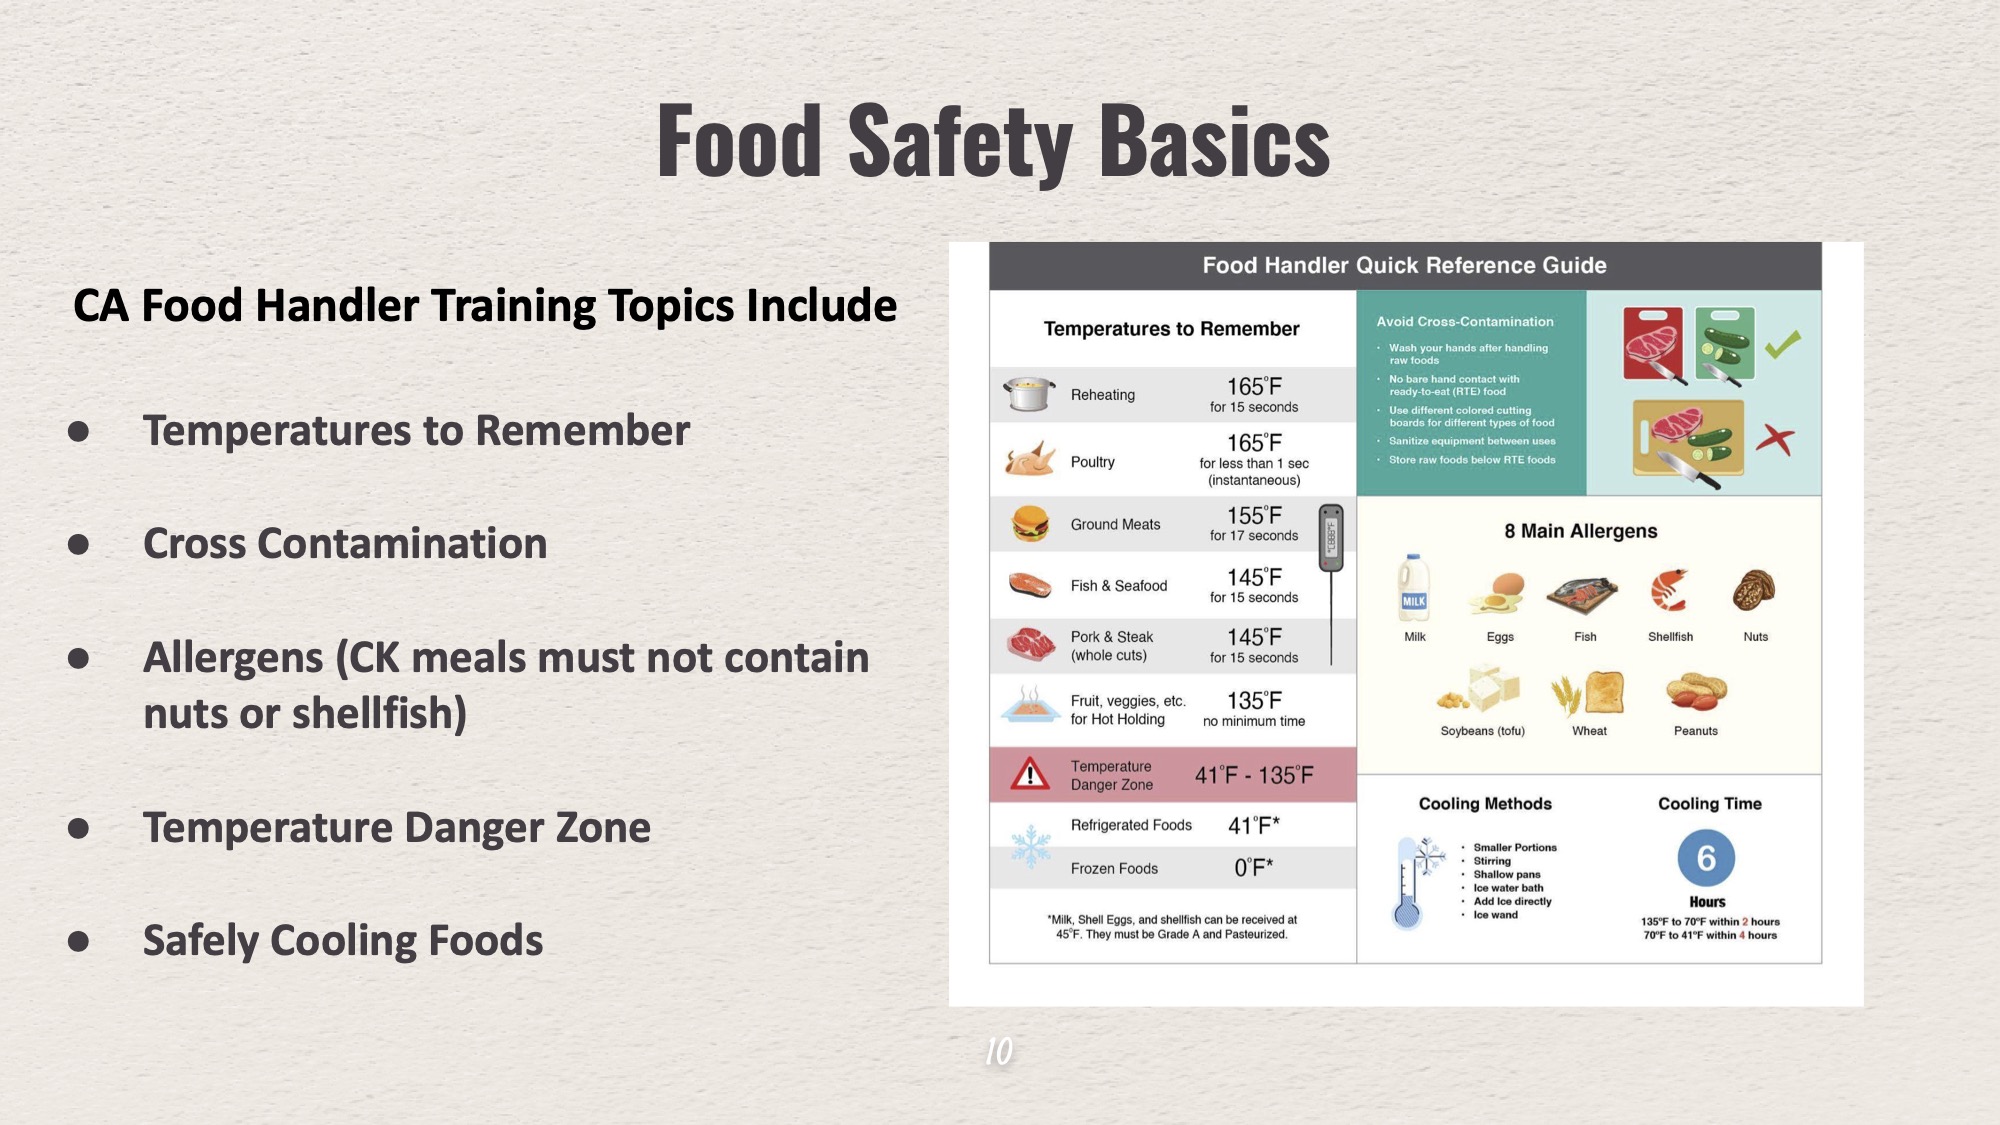 Food Safety Basics
CA Food Handler Training Topics Include
● Temperatures to Remember
● Cross Contamination
● Allergens (CK meals must not contain
nuts or shellfish)
● Temperature Danger Zone
● Safely Cooling Foods
Food Handler Quick Reference Guide
Temperatures to Remember
Reheating
165°F
for 15 seconds
Poultry
165°F
for less than 1 sec
(instantaneous)
Ground Meats
155°F
for 17 seconds
Fish & Seafood
145°F
for 15 seconds
Pork & Steak
(whole cuts)
145°F
for 15 seconds
Fruit, veggies, etc.
for Hot Holding
135°F
no minimum time
Temperature
Danger Zone
41°F - 135°F
Refrigerated Foods
41°F*
Frozen Foods
0°F*
*Milk, Shell Eggs, and shellfish can be received at
45°F. They must be Grade A and Pasteurized.
Avoid Cross-Contamination
· Wash your hands after handling
raw foods
· No bare hand contact with
ready-to-eat (RTE) food
· Use different colored cutting
boards for different types of food
· Sanitize equipment between uses
· Store raw foods below RTE foods
8 Main Allergens
MILK
Milk
Eggs
Fish
Shellfish
Nuts
Soybeans (tofu)
Wheat
Peanuts
Cooling Methods
· Smaller Portions
· Stirring
· Shallow pans
· Ice water bath
· Add Ice directly
· Ice wand
Cooling Time
6
Hours
135°F to 70°F within 2 hours
70°F to 41°F within 4 hours
10